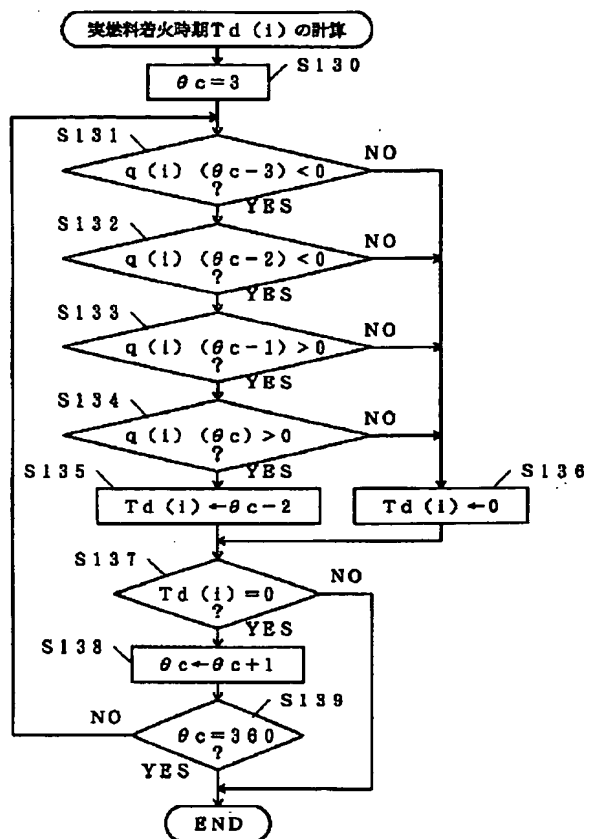 実燃料着火時期Td (i) の計算
S130
θc=3
S131
q (i) (θc-3) <0
?
NO
YES
S132
q (i) (θc-2) <0
?
NO
YES
S133
q (i) (θc-1) >0
?
NO
YES
S134
q (i) (θc) >0
?
NO
YES
S135
Td (i) ←θc-2
S136
Td (i) ←0
S137
Td (i) =0
?
NO
YES
S138
θc←θc+1
S139
θc=360
?
NO
YES
END